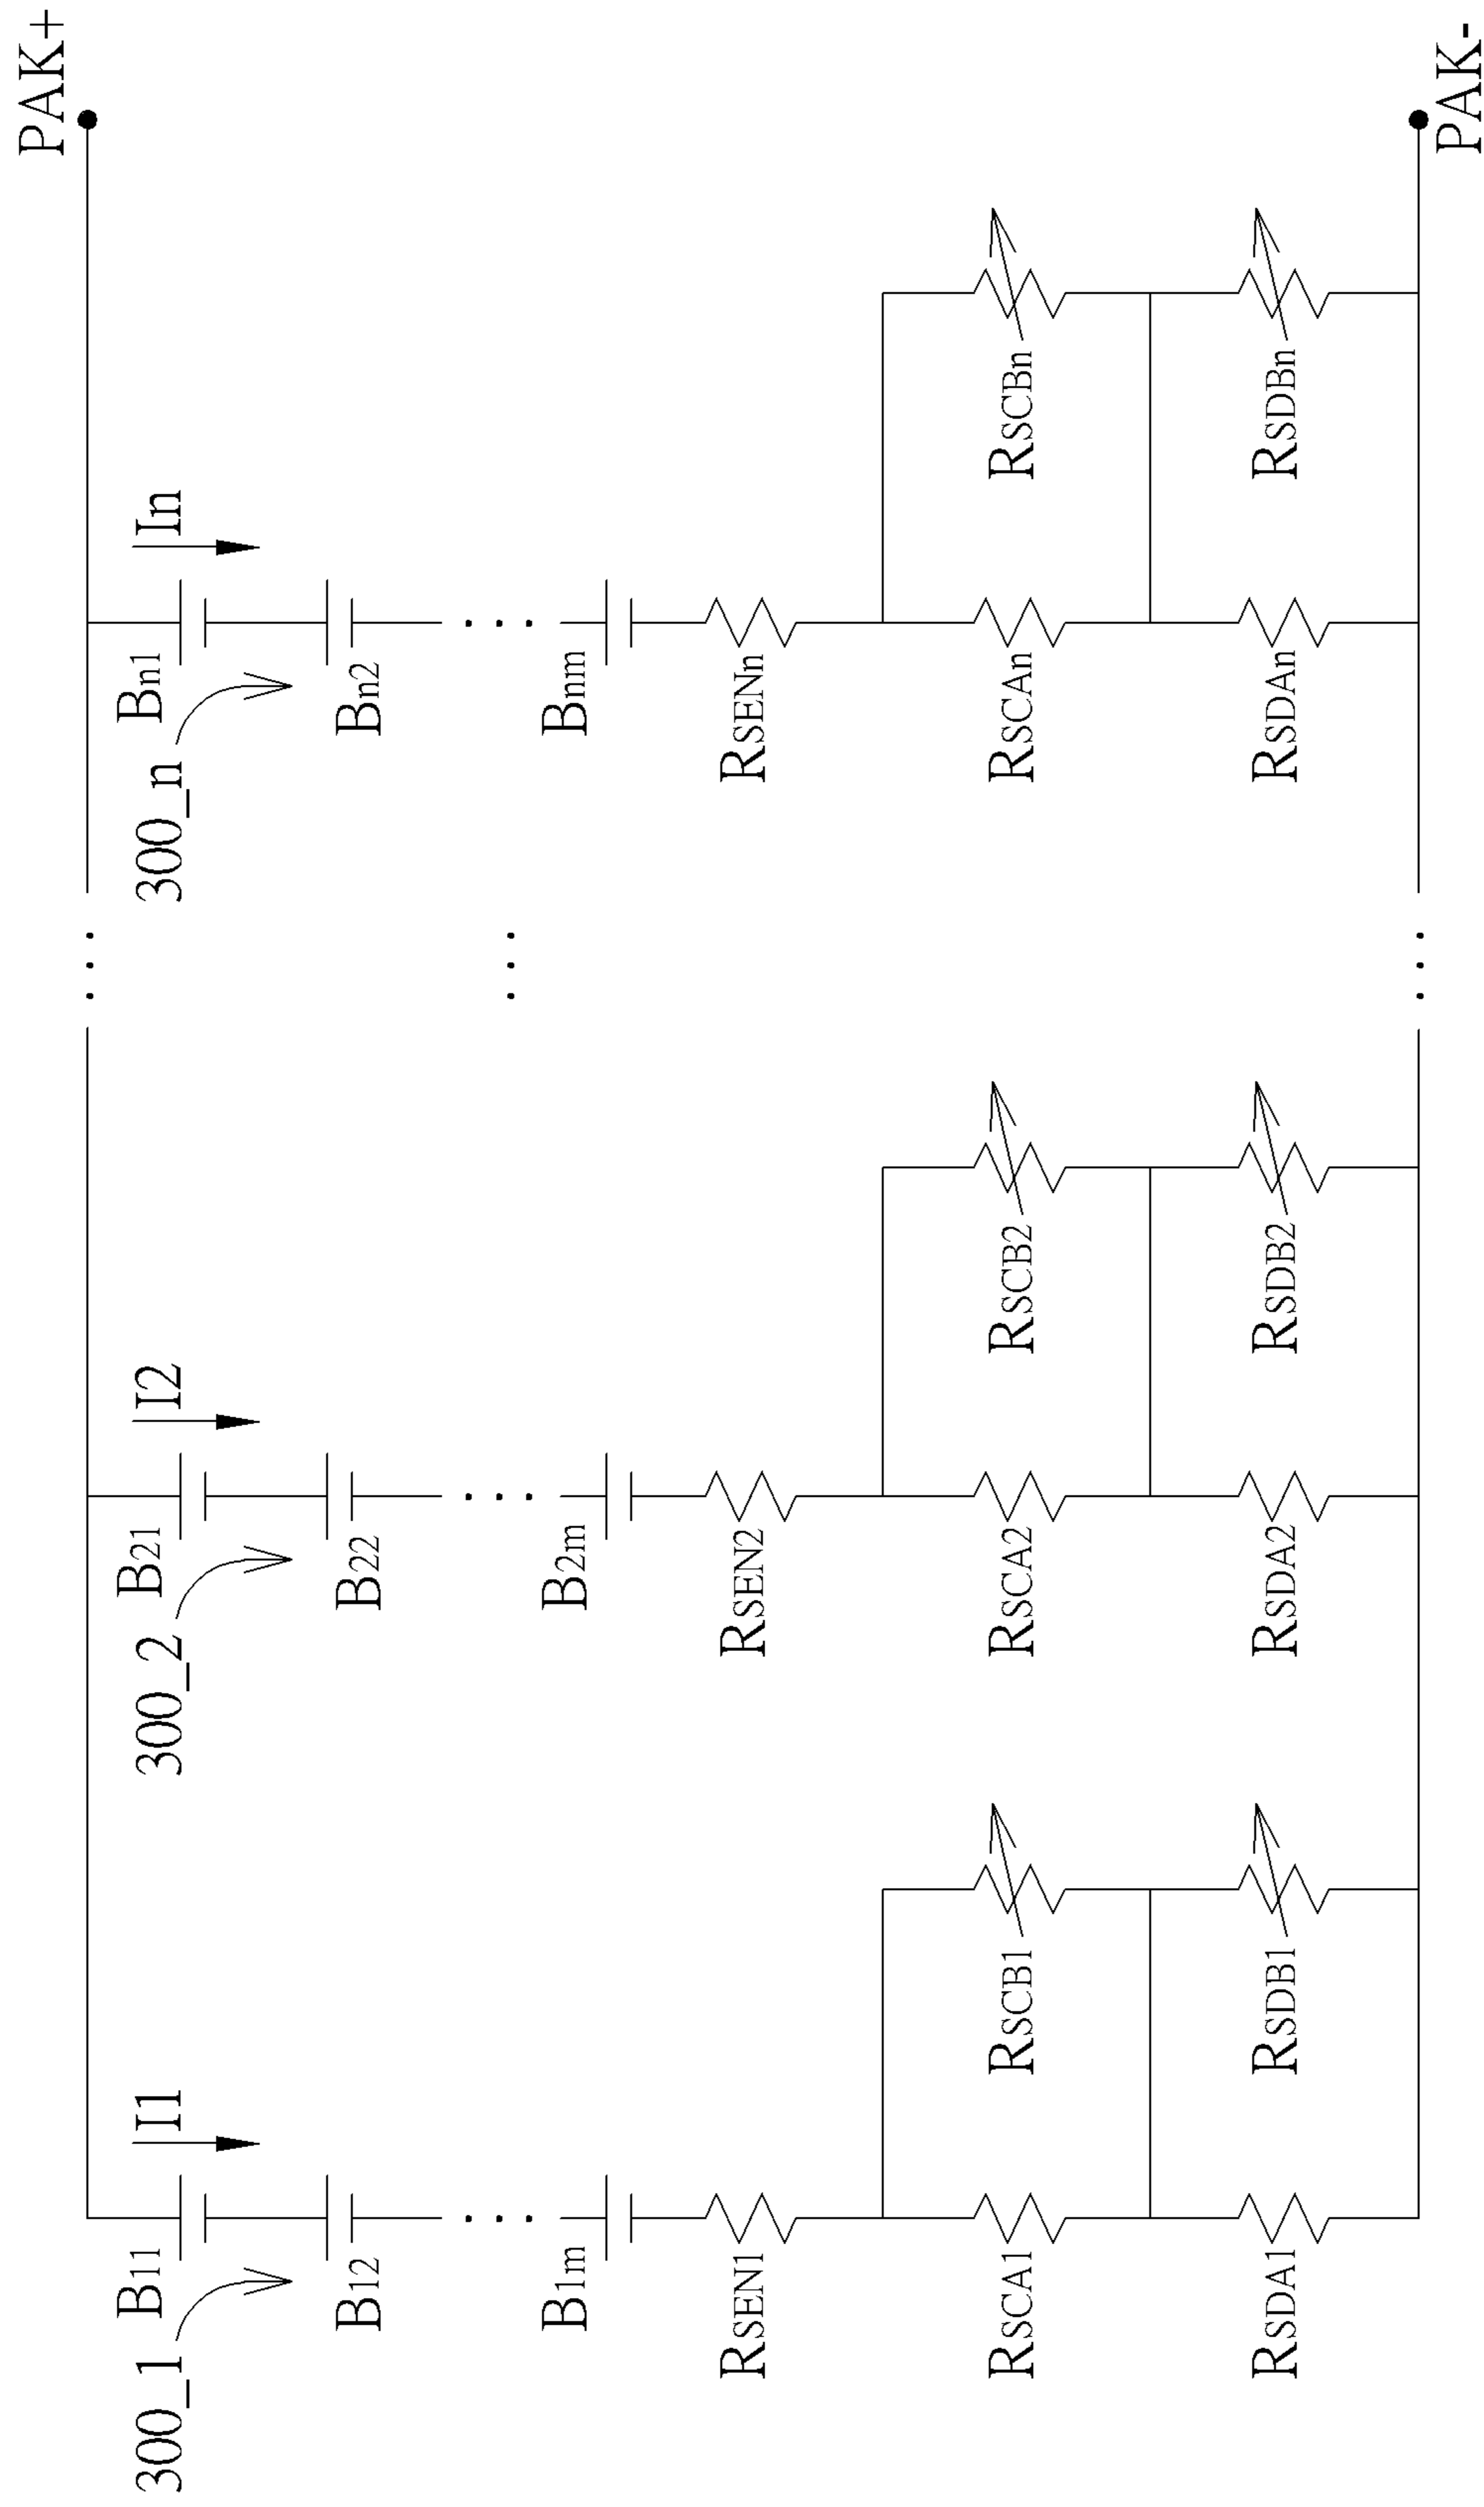 PAK+
300_1
B11
I1
300_2
B21
I2
300_n
Bn1
In
B12
B22
Bn2
B1m
B2m
Bnm
RSEN1
RSEN2
RSENn
RSCA1
RSCB1
RSCA2
RSCB2
RSCAn
RSCBn
RSDA1
RSDB1
RSDA2
RSDB2
RSDAn
RSDBn
PAK-